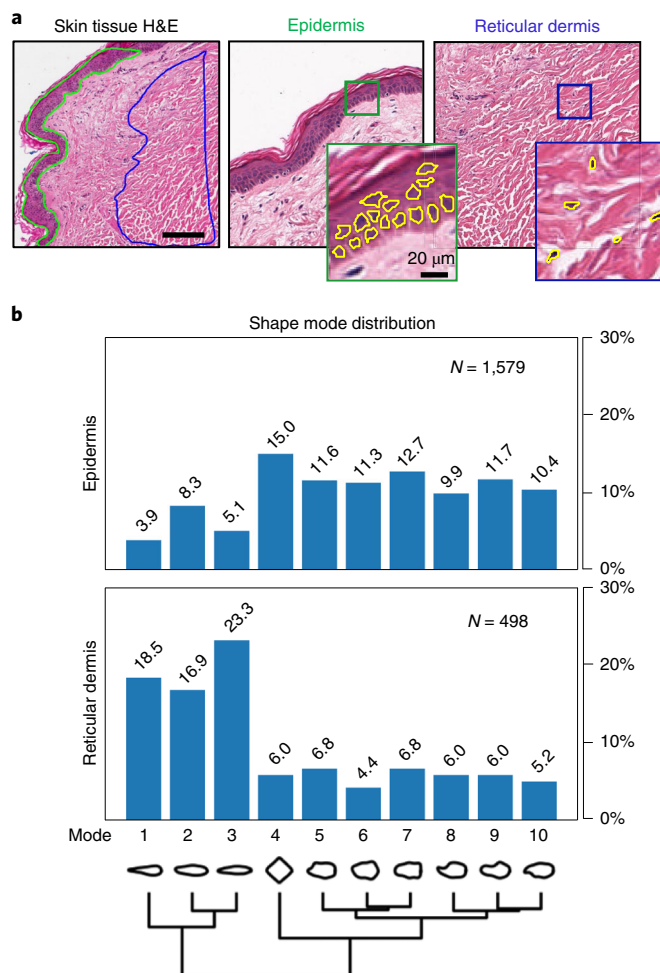 a
Skin tissue H&E
Epidermis
Reticular dermis
20 μm
b
Shape mode distribution
Epidermis
N = 1,579
3.9
8.3
5.1
15.0
11.6
11.3
12.7
9.9
11.7
10.4
30%
20%
10%
0%
Reticular dermis
N = 498
18.5
16.9
23.3
6.0
6.8
4.4
6.8
6.0
6.0
5.2
30%
20%
10%
0%
Mode 1 2 3 4 5 6 7 8 9 10